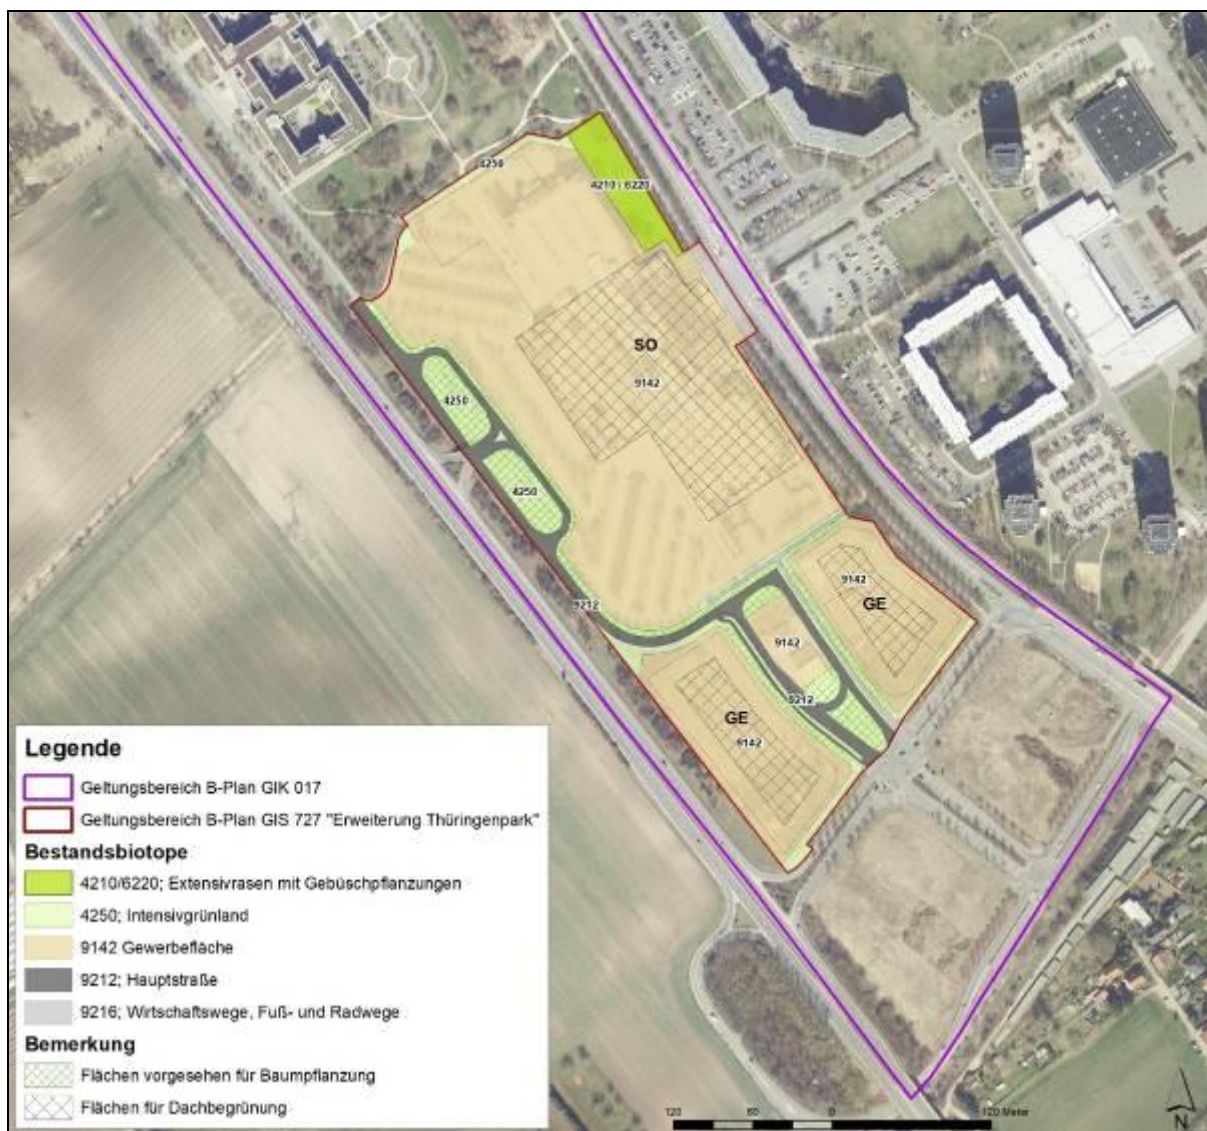 4250
4210 / 6220
SO
9142
4250
4250
9142
GE
9212
9142
9212
GE
9142
Legende
Geltungsbereich B-Plan GIK 017
Geltungsbereich B-Plan GIS 727 "Erweiterung Thüringenpark"
Bestandsbiotope
4210/6220; Extensivrasen mit Gebüschpflanzungen
4250; Intensivgrünland
9142 Gewerbefläche
9212; Hauptstraße
9216; Wirtschaftswege, Fuß- und Radwege
Bemerkung
Flächen vorgesehen für Baumpflanzung
Flächen für Dachbegrünung
120 60 0 120 Meter
N